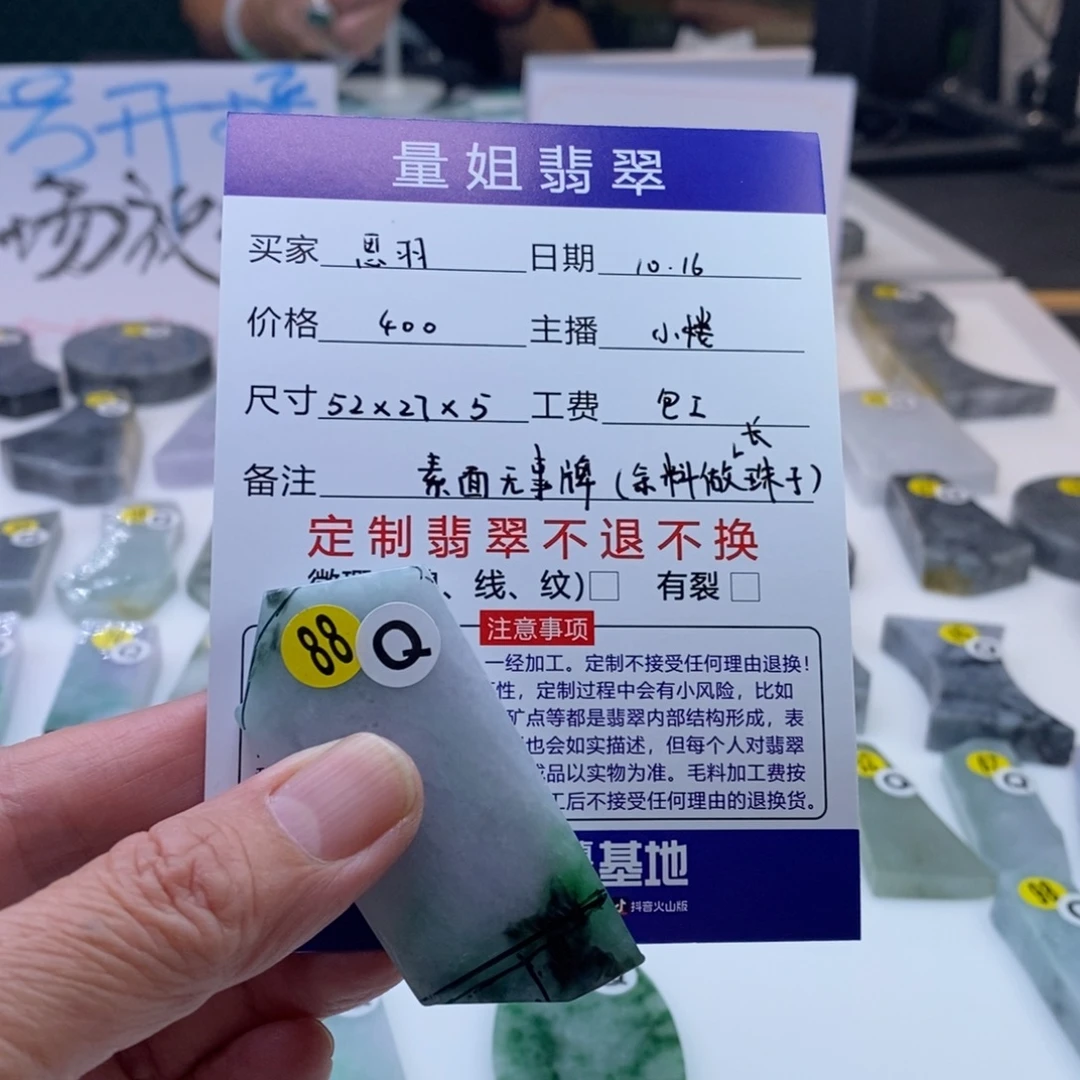 号开
场
量姐翡翠
买家 思羽 日期 10.16
价格 400 主播 小楼
尺寸 52×27×5 工费 包工
备注 素面无事牌(余料做长珠子)
定制翡翠不退不换
、线、纹)□ 有裂□
注意事项
一经加工。定制不接受任何理由退换!
性,定制过程中会有小风险,比如
矿点等都是翡翠内部结构形成,表
也会如实描述,但每个人对翡翠
品以实物为准。毛料加工费按
工后不接受任何理由的退换货。
基地
抖音火山版
88 Q